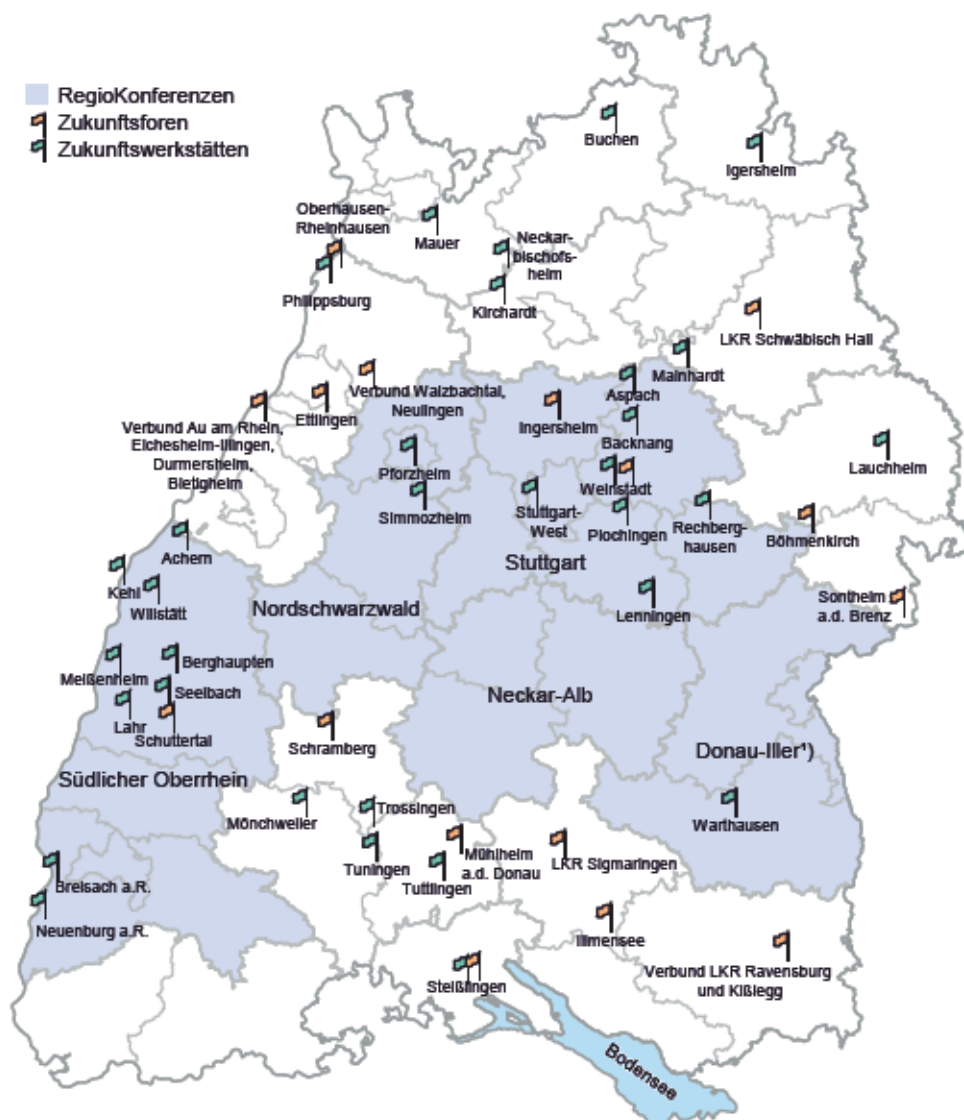 RegioKonferenzen
Zukunftsforen
Zukunftswerkstätten
Buchen
Igersheim
Oberhausen-
Rheinhausen
Mauer
Neckar-
bischofs-
heim
Philippsburg
Kirchardt
LKR Schwäbisch Hall
Mainhardt
Verbund Walzbachtal,
Neulingen
Aspach
Ettlingen
Ingersheim
Verbund Au am Rhein,
Elchesheim-Illingen,
Durmersheim,
Bietigheim
Backnang
Pforzheim
Lauchheim
Weinstadt
Simmozheim
Stuttgart-
West
Plochingen
Rechberg-
hausen
Böhmenkirch
Achern
Stuttgart
Kehl
Willstätt
Nordschwarzwald
Lenningen
Sontheim
a.d. Brenz
Meißenheim
Berghaupten
Seelbach
Neckar-Alb
Lahr
Schuttertal
Schramberg
Donau-Iller¹)
Südlicher Oberrhein
Mönchweiler
Trossingen
Warthausen
Tuningen
Mühlheim
a.d. Donau
LKR Sigmaringen
Tuttlingen
Breisach a.R.
Neuenburg a.R.
Illmensee
Verbund LKR Ravensburg
und Kißlegg
Steißlingen
Bodensee